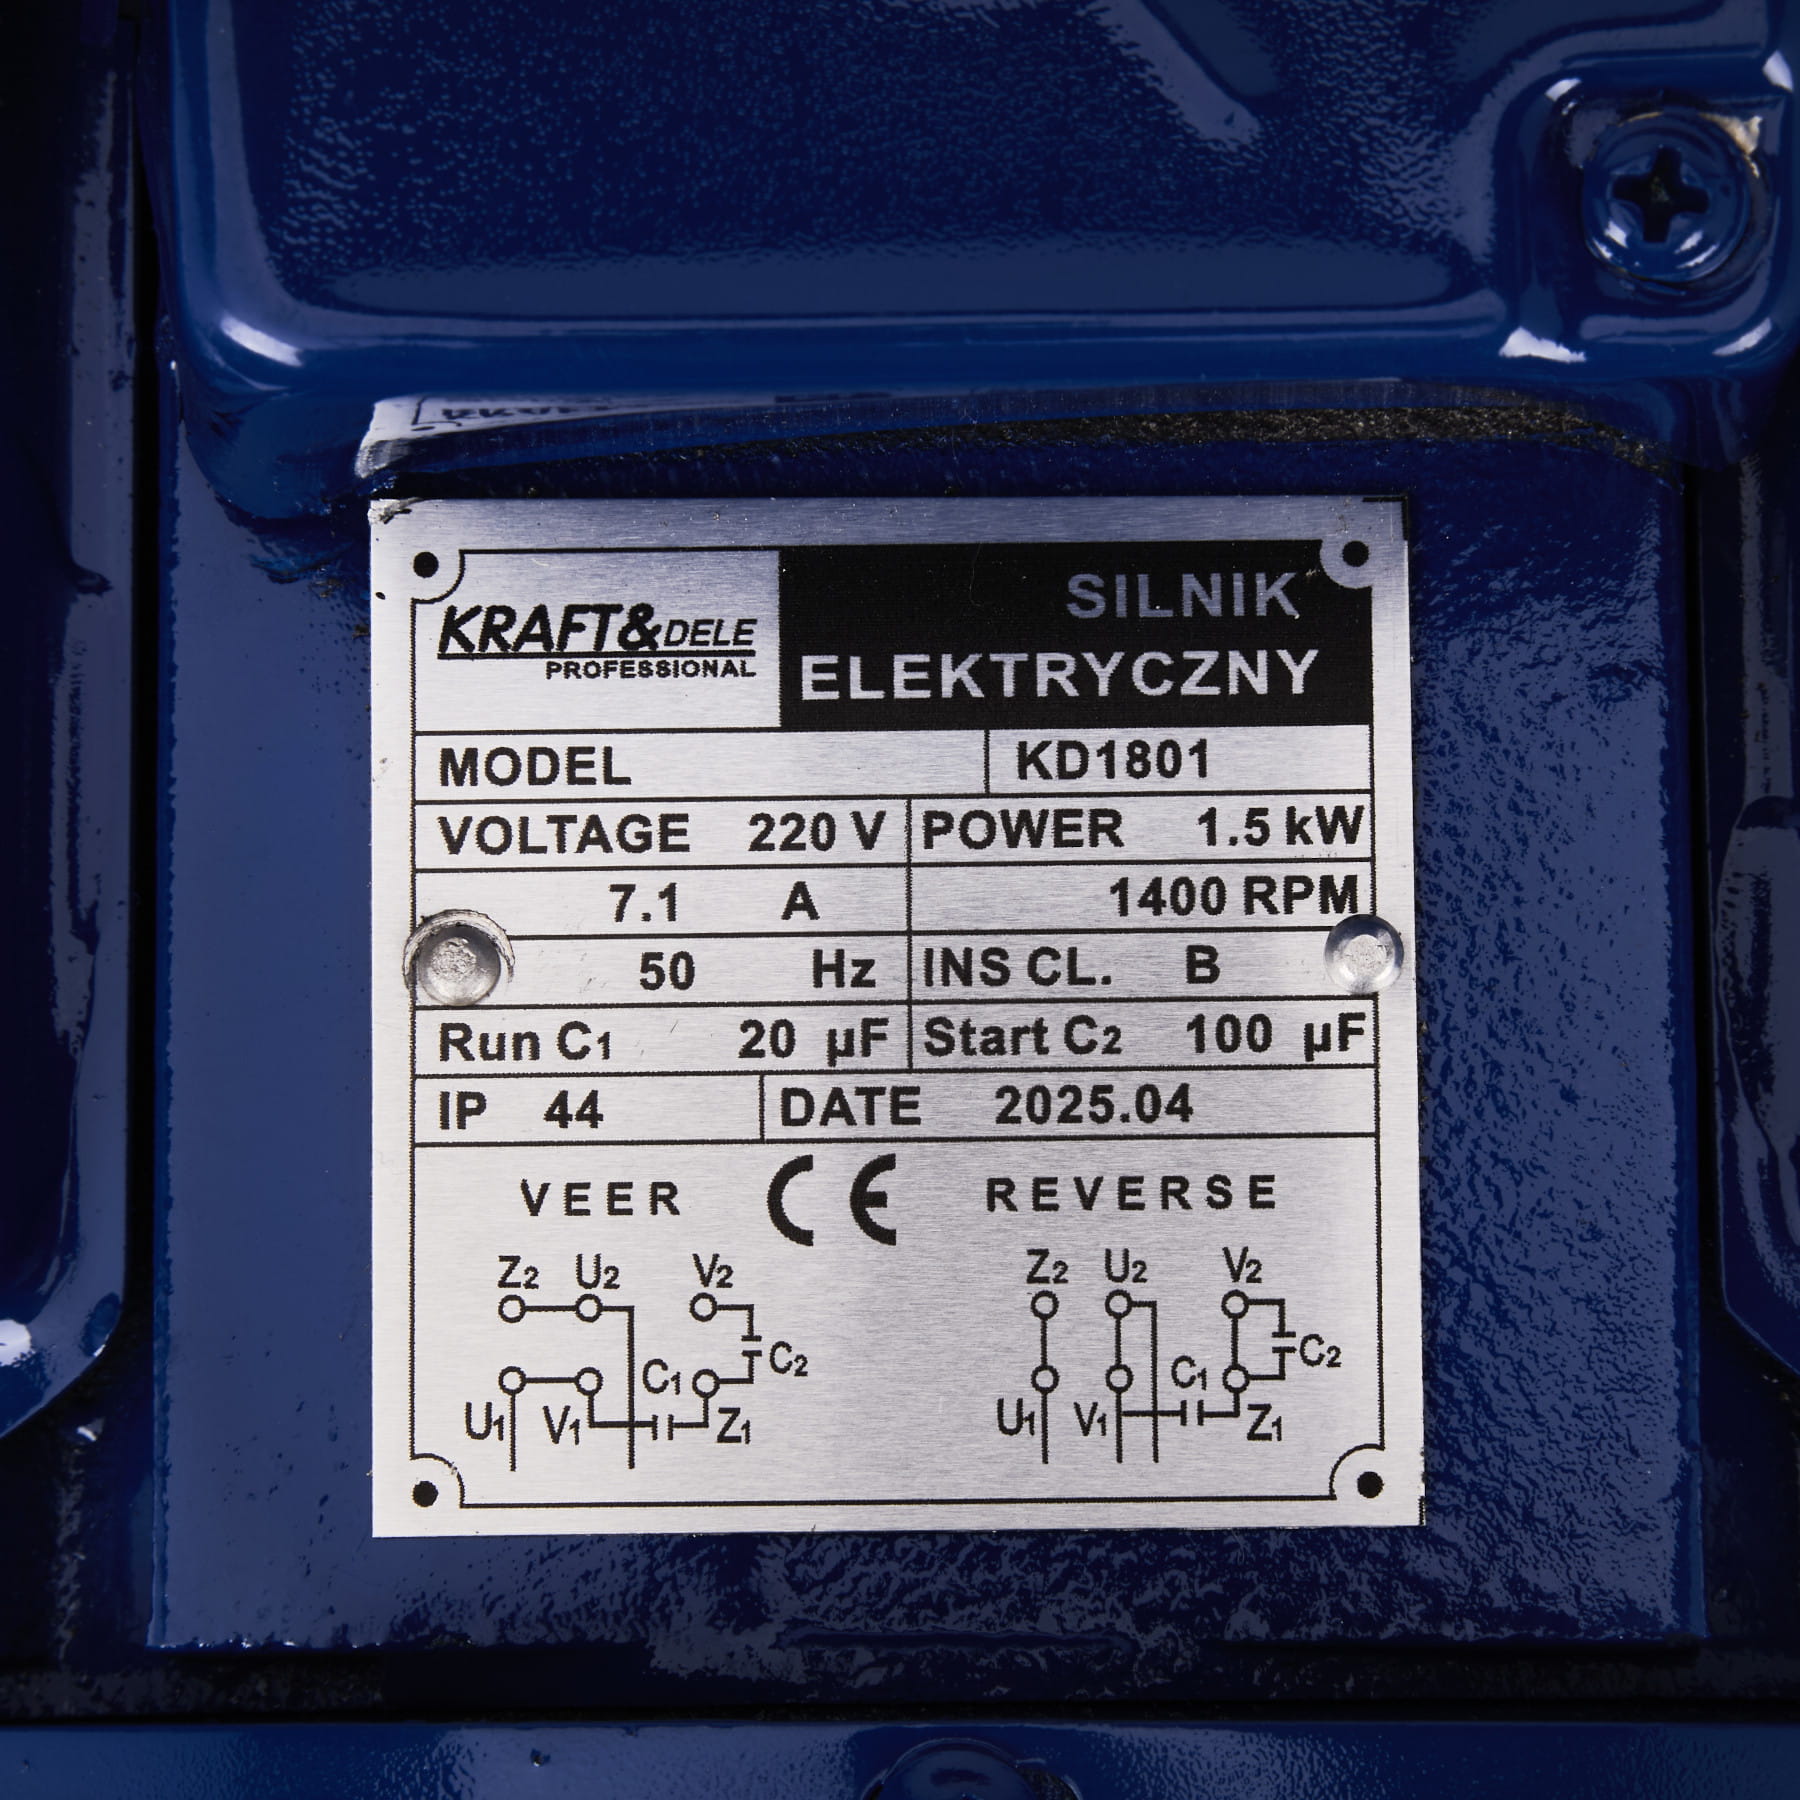 KRAFT&DELE
PROFESSIONAL
SILNIK
ELEKTRYCZNY
MODEL KD1801
VOLTAGE 220 V POWER 1.5 kW
7.1 A 1400 RPM
50 Hz INS CL. B
Run C1 20 µF Start C2 100 µF
IP 44 DATE 2025.04
VEER CE REVERSE
Z2 U2 V2 Z2 U2 V2
C1 C2 C1 C2
U1 V1 Z1 U1 V1 Z1